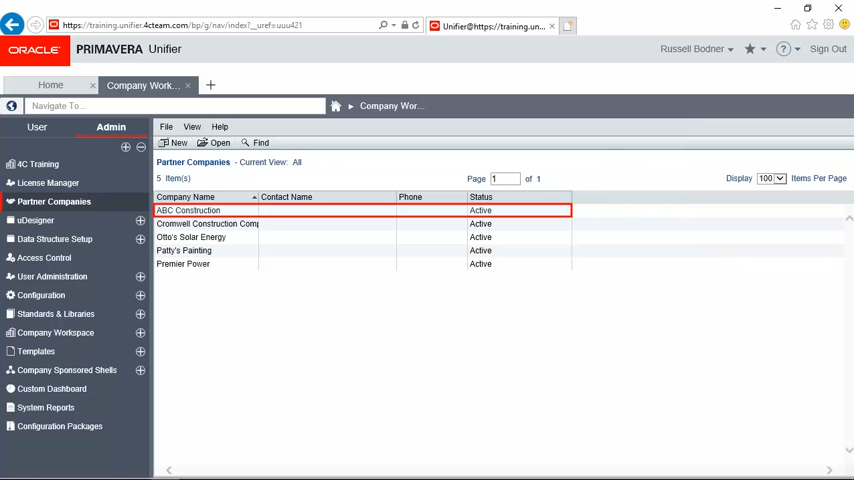 https://training.unifier.4cteam.com/bp/g/nav/index?__uref=uuu421
Unifier@https://training.un...
ORACLE
PRIMAVERA Unifier
Russell Bodner
Sign Out
Home
Company Work...
Navigate To...
Company Wor...
User
Admin
File View Help
New Open Find
4C Training
License Manager
Partner Companies
uDesigner
Data Structure Setup
Access Control
User Administration
Configuration
Standards & Libraries
Company Workspace
Templates
Company Sponsored Shells
Custom Dashboard
System Reports
Configuration Packages
Partner Companies - Current View: All
5 Item(s)
Page 1 of 1
Display 100 Items Per Page
Company Name Contact Name Phone Status
ABC Construction Active
Cromwell Construction Comp Active
Otto's Solar Energy Active
Patty's Painting Active
Premier Power Active